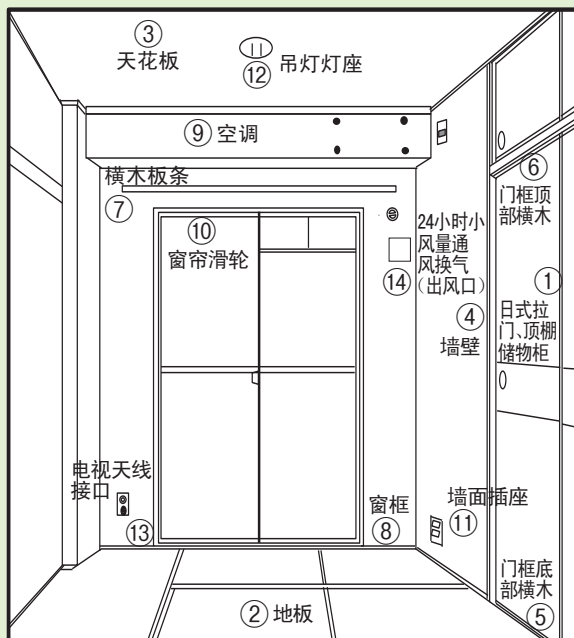 ③
天花板
⑫ 吊灯灯座
⑨ 空调
横木板条
⑦
⑩
窗帘滑轮
24小时小
风量通
风换气
（出风口）
⑭
④
墙壁
⑥
门框顶
部横木
①
日式拉
门、顶棚
储物柜
电视天线
接口
⑬
窗框
⑧
墙面插座
⑪
② 地板
门框底
部横木
⑤